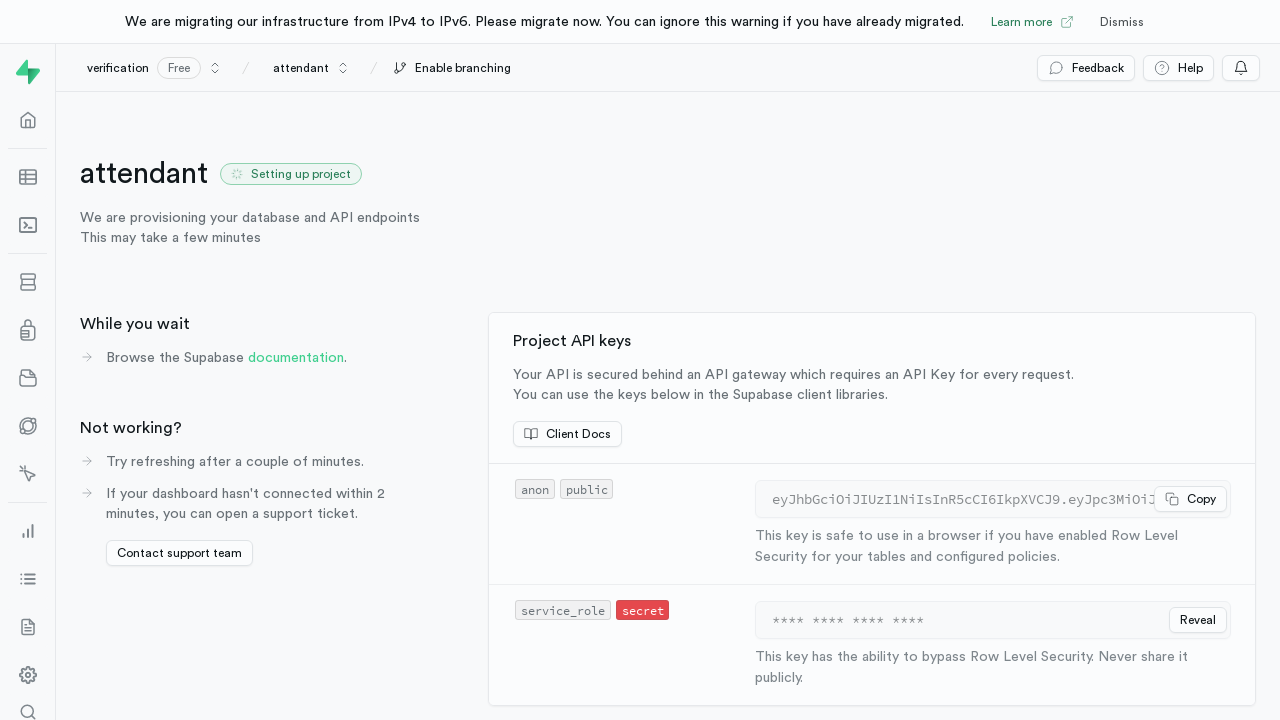 We are migrating our infrastructure from IPv4 to IPv6. Please migrate now. You can ignore this warning if you have already migrated. Learn more Dismiss
verification Free / attendant / Enable branching Feedback Help
attendant Setting up project
We are provisioning your database and API endpoints
This may take a few minutes
While you wait
Browse the Supabase documentation.
Not working?
Try refreshing after a couple of minutes.
If your dashboard hasn't connected within 2
minutes, you can open a support ticket.
Contact support team
Project API keys
Your API is secured behind an API gateway which requires an API Key for every request.
You can use the keys below in the Supabase client libraries.
Client Docs
anon public
eyJhbGciOiJIUzI1NiIsInR5cCI6IkpXVCJ9.eyJpc3MiOiJ Copy
This key is safe to use in a browser if you have enabled Row Level
Security for your tables and configured policies.
service_role secret
**** **** **** **** Reveal
This key has the ability to bypass Row Level Security. Never share it
publicly.